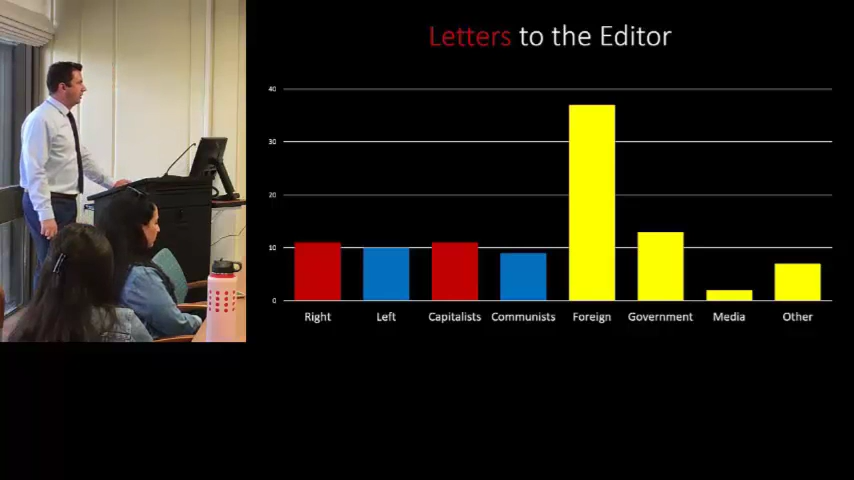 Letters to the Editor
40
30
20
10
0
Right Left Capitalists Communists Foreign Government Media Other